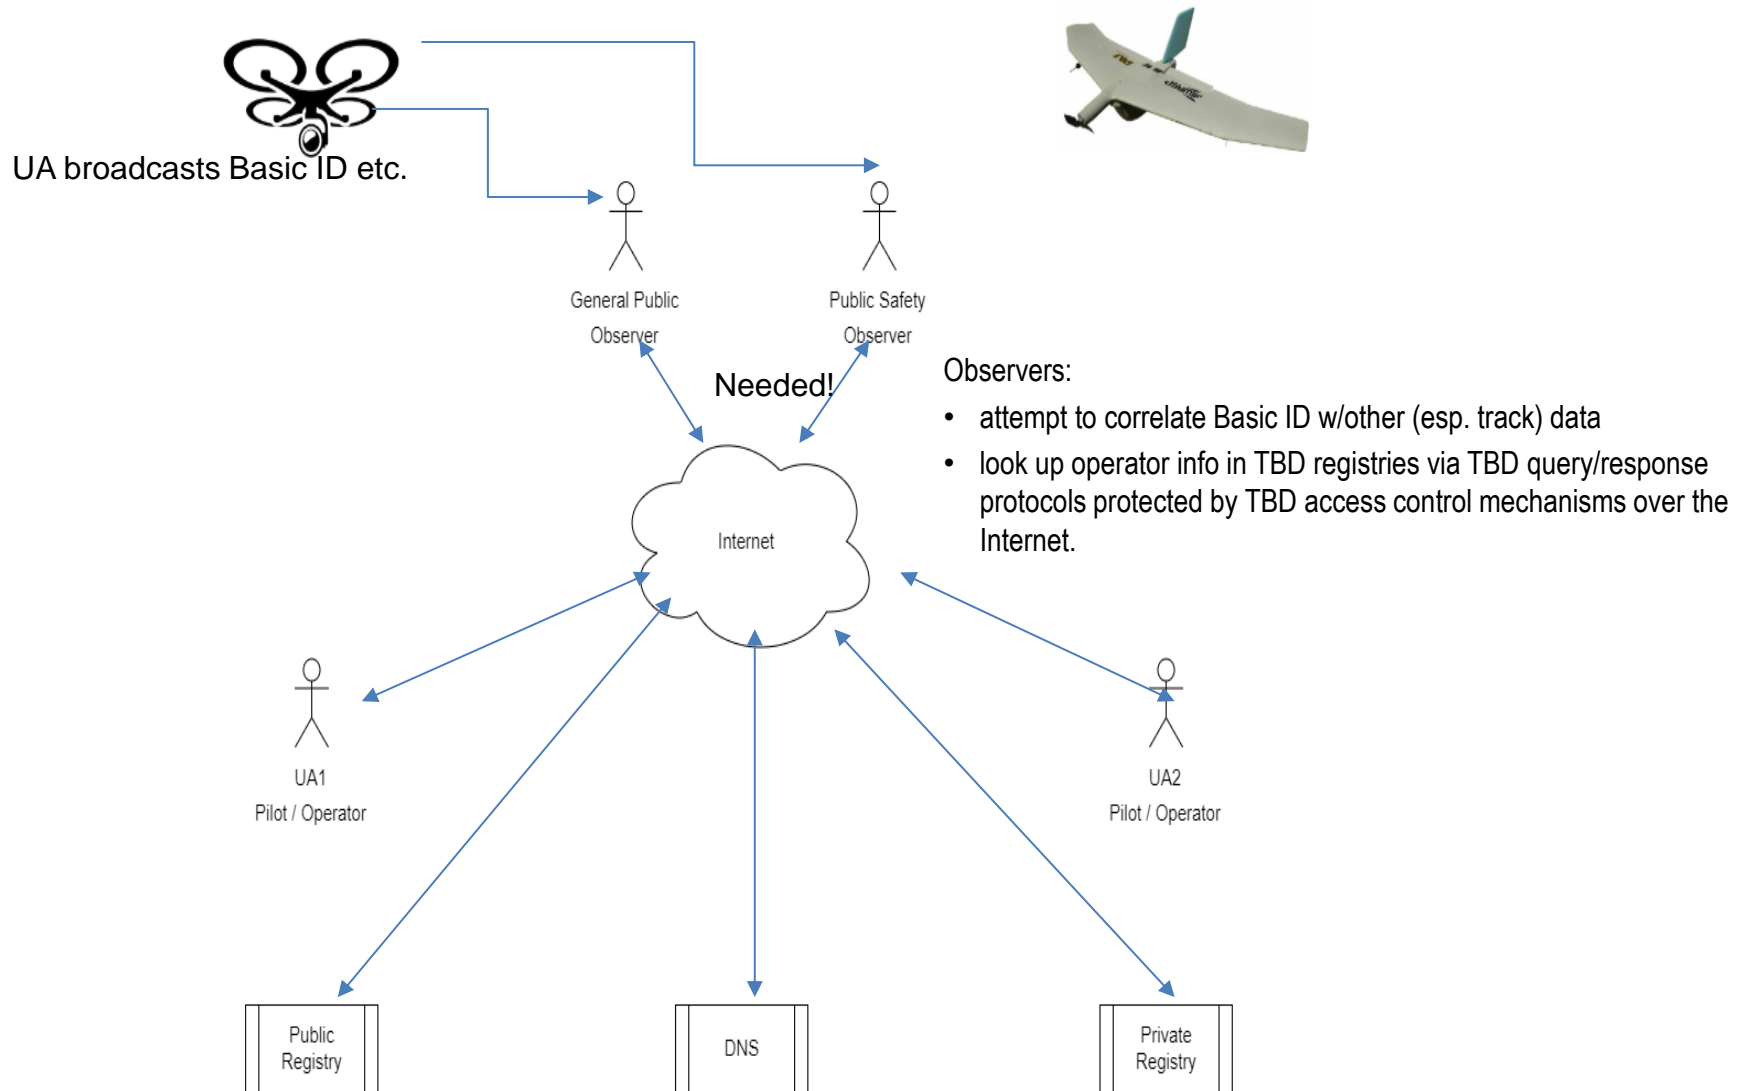 UA broadcasts Basic ID etc.
General Public
Observer
Public Safety
Observer
Needed!
Observers:
• attempt to correlate Basic ID w/other (esp. track) data
• look up operator info in TBD registries via TBD query/response
protocols protected by TBD access control mechanisms over the
Internet.
Internet
UA1
Pilot / Operator
UA2
Pilot / Operator
Public
Registry
DNS
Private
Registry